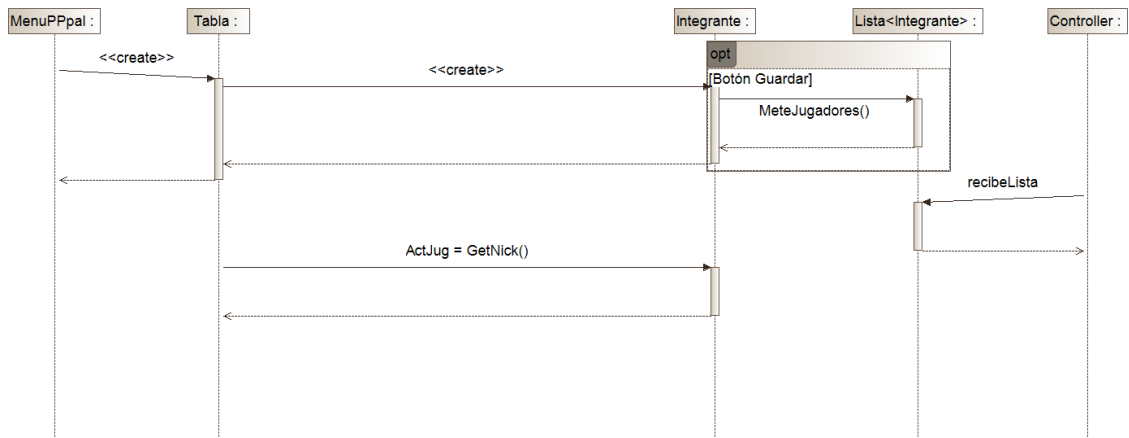 MenuPPpal :
Tabla :
Integrante :
Lista<Integrante> :
Controller :
<<create>>
<<create>>
opt
[Botón Guardar]
MeteJugadores()
recibeLista
ActJug = GetNick()